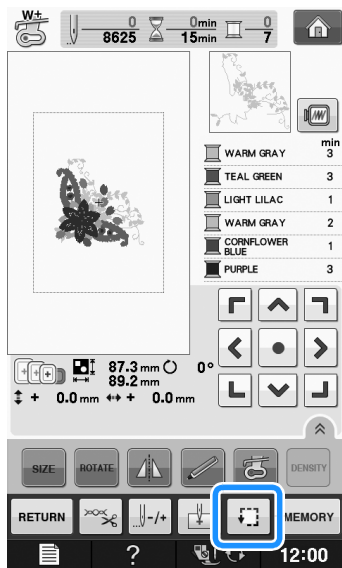 W+
0 0min 0
8625 15min 7
min
WARM GRAY 3
TEAL GREEN 3
LIGHT LILAC 1
WARM GRAY 2
CORNFLOWER
BLUE 1
PURPLE 3
87.3 mm 0°
89.2 mm
+ 0.0 mm + 0.0 mm
SIZE ROTATE DENSITY
RETURN -/+ MEMORY
? 12:00